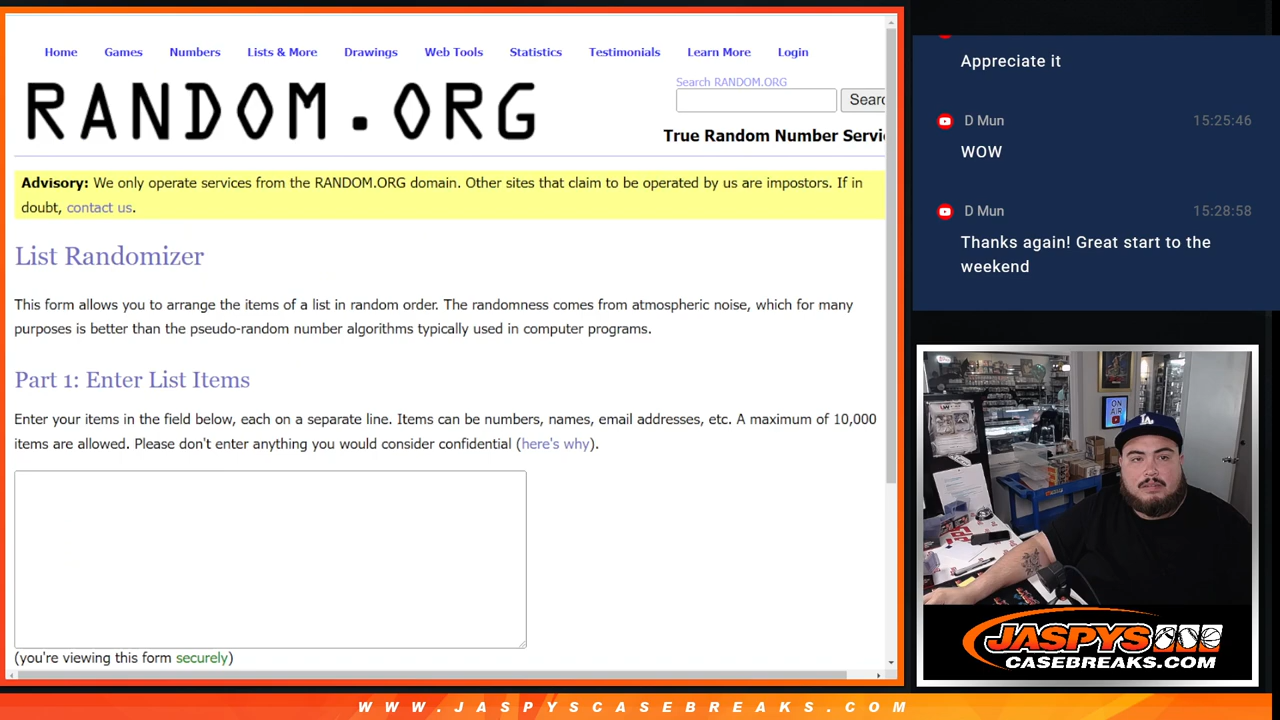 Home Games Numbers Lists & More Drawings Web Tools Statistics Testimonials Learn More Login
RANDOM.ORG
Search RANDOM.ORG
Searc
True Random Number Servi
Advisory: We only operate services from the RANDOM.ORG domain. Other sites that claim to be operated by us are impostors. If in
doubt, contact us.
List Randomizer
This form allows you to arrange the items of a list in random order. The randomness comes from atmospheric noise, which for many
purposes is better than the pseudo-random number algorithms typically used in computer programs.
Part 1: Enter List Items
Enter your items in the field below, each on a separate line. Items can be numbers, names, email addresses, etc. A maximum of 10,000
items are allowed. Please don't enter anything you would consider confidential (here's why).
(you're viewing this form securely)
Appreciate it
D Mun 15:25:46
WOW
D Mun 15:28:58
Thanks again! Great start to the
weekend
ON
AIR
LA
JASPYS
CASEBREAKS.COM
WWW.JASPYSCASEBREAKS.COM